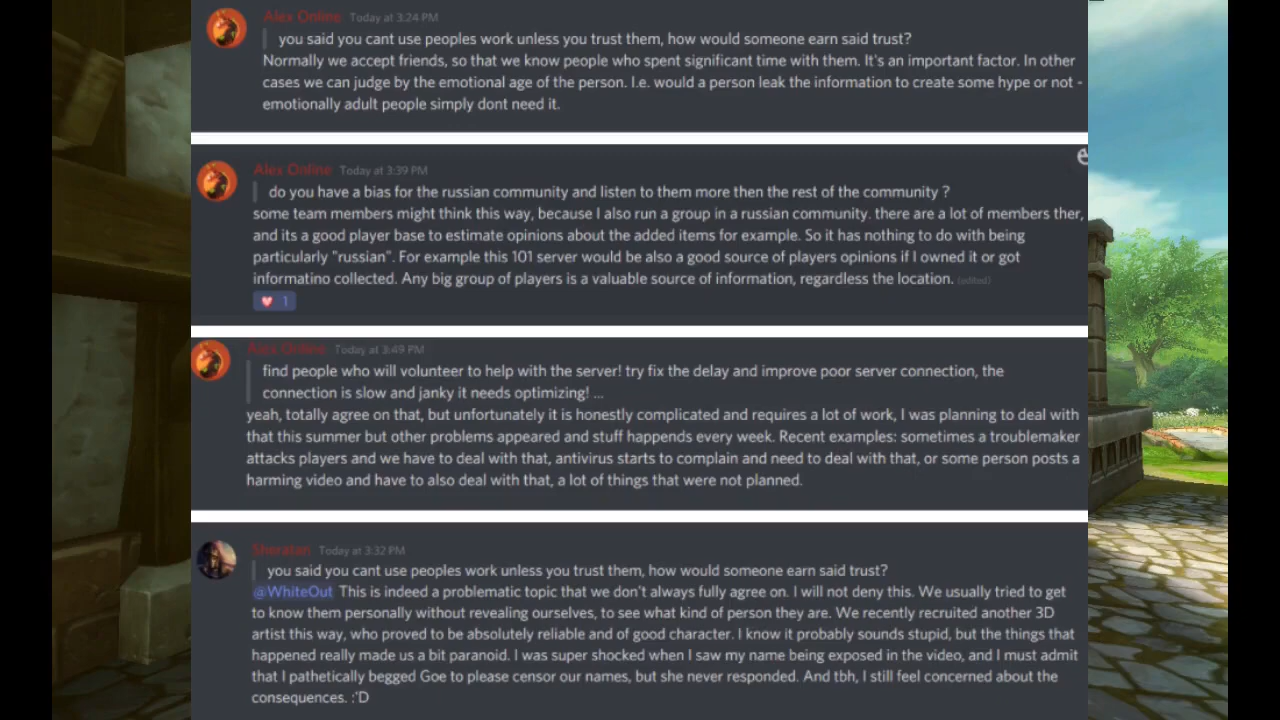 Alex Online Today at 3:24 PM
you said you cant use peoples work unless you trust them, how would someone earn said trust?
Normally we accept friends, so that we know people who spent significant time with them. It's an important factor. In other
cases we can judge by the emotional age of the person. I.e. would a person leak the information to create some hype or not -
emotionally adult people simply dont need it.
Alex Online Today at 3:39 PM
do you have a bias for the russian community and listen to them more then the rest of the community ?
some team members might think this way, because I also run a group in a russian community. there are a lot of members ther,
and its a good player base to estimate opinions about the added items for example. So it has nothing to do with being
particularly "russian". For example this 101 server would be also a good source of players opinions if I owned it or got
informatino collected. Any big group of players is a valuable source of information, regardless the location. (edited)
1
Alex Online Today at 3:49 PM
find people who will volunteer to help with the server! try fix the delay and improve poor server connection, the
connection is slow and janky it needs optimizing! ...
yeah, totally agree on that, but unfortunately it is honestly complicated and requires a lot of work, I was planning to deal with
that this summer but other problems appeared and stuff happends every week. Recent examples: sometimes a troublemaker
attacks players and we have to deal with that, antivirus starts to complain and need to deal with that, or some person posts a
harming video and have to also deal with that, a lot of things that were not planned.
Sheratan Today at 3:32 PM
you said you cant use peoples work unless you trust them, how would someone earn said trust?
@WhiteOut This is indeed a problematic topic that we don't always fully agree on. I will not deny this. We usually tried to get
to know them personally without revealing ourselves, to see what kind of person they are. We recently recruited another 3D
artist this way, who proved to be absolutely reliable and of good character. I know it probably sounds stupid, but the things that
happened really made us a bit paranoid. I was super shocked when I saw my name being exposed in the video, and I must admit
that I pathetically begged Goe to please censor our names, but she never responded. And tbh, I still feel concerned about the
consequences. :'D